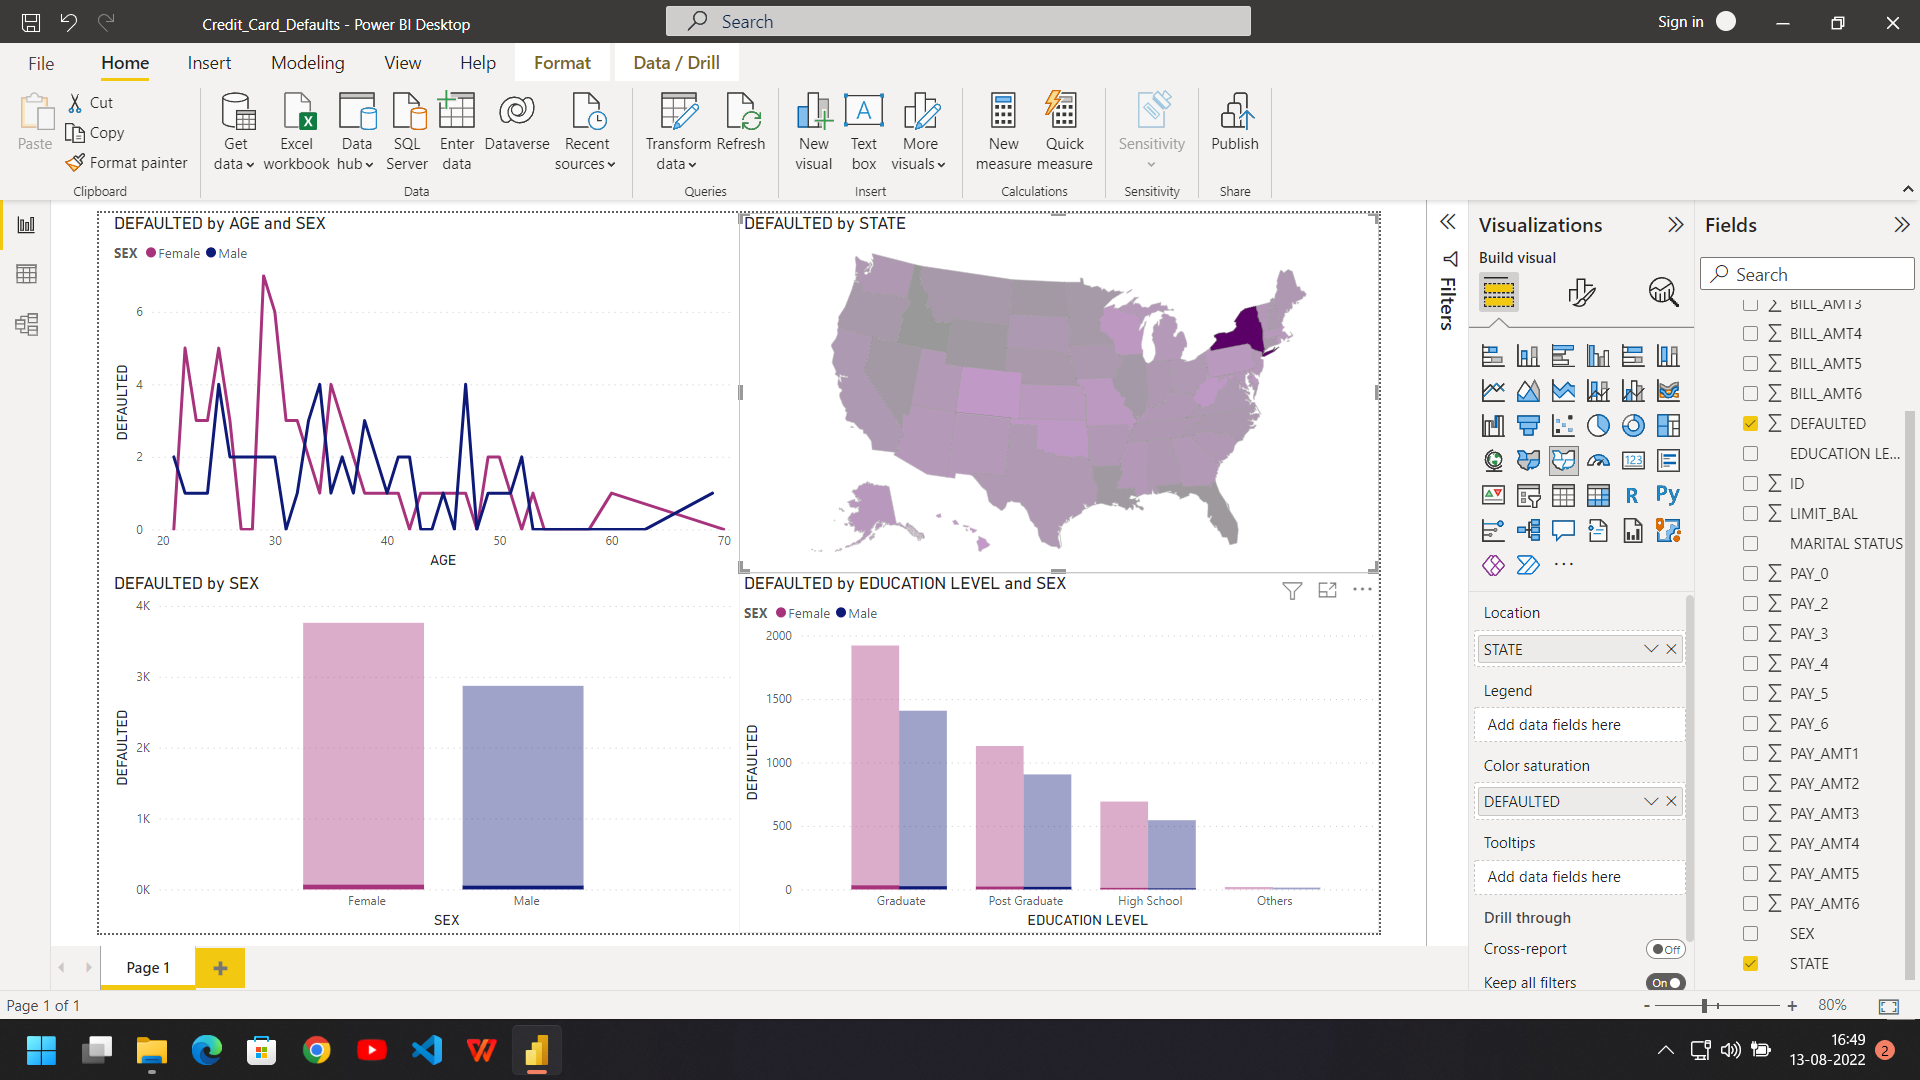 Credit_Card_Defaults - Power BI Desktop
Search
Sign in
File Home Insert Modeling View Help Format Data / Drill
Paste
Cut
Copy
Format painter
Clipboard
Get data
Excel workbook
Data hub
SQL Server
Enter data
Dataverse
Recent sources
Data
Transform data
Refresh
Queries
New visual
Text box
More visuals
Insert
New measure
Quick measure
Calculations
Sensitivity
Sensitivity
Publish
Share
DEFAULTED by AGE and SEX
SEX Female Male
6
4
2
0
DEFAULTED
20 30 40 50 60 70
AGE
DEFAULTED by STATE
DEFAULTED by SEX
4K
3K
2K
1K
0K
DEFAULTED
Female Male
SEX
DEFAULTED by EDUCATION LEVEL and SEX
SEX Female Male
2000
1500
1000
500
0
DEFAULTED
Graduate Post Graduate High School Others
EDUCATION LEVEL
Filters
Visualizations
Build visual
123
R
Py
Location
STATE
Legend
Add data fields here
Color saturation
DEFAULTED
Tooltips
Add data fields here
Drill through
Cross-report
Off
Keep all filters
On
Fields
Search
BILL_AMT3
BILL_AMT4
BILL_AMT5
BILL_AMT6
DEFAULTED
EDUCATION LE...
ID
LIMIT_BAL
MARITAL STATUS
PAY_0
PAY_2
PAY_3
PAY_4
PAY_5
PAY_6
PAY_AMT1
PAY_AMT2
PAY_AMT3
PAY_AMT4
PAY_AMT5
PAY_AMT6
SEX
STATE
Page 1
Page 1 of 1
80%
16:49
13-08-2022
2